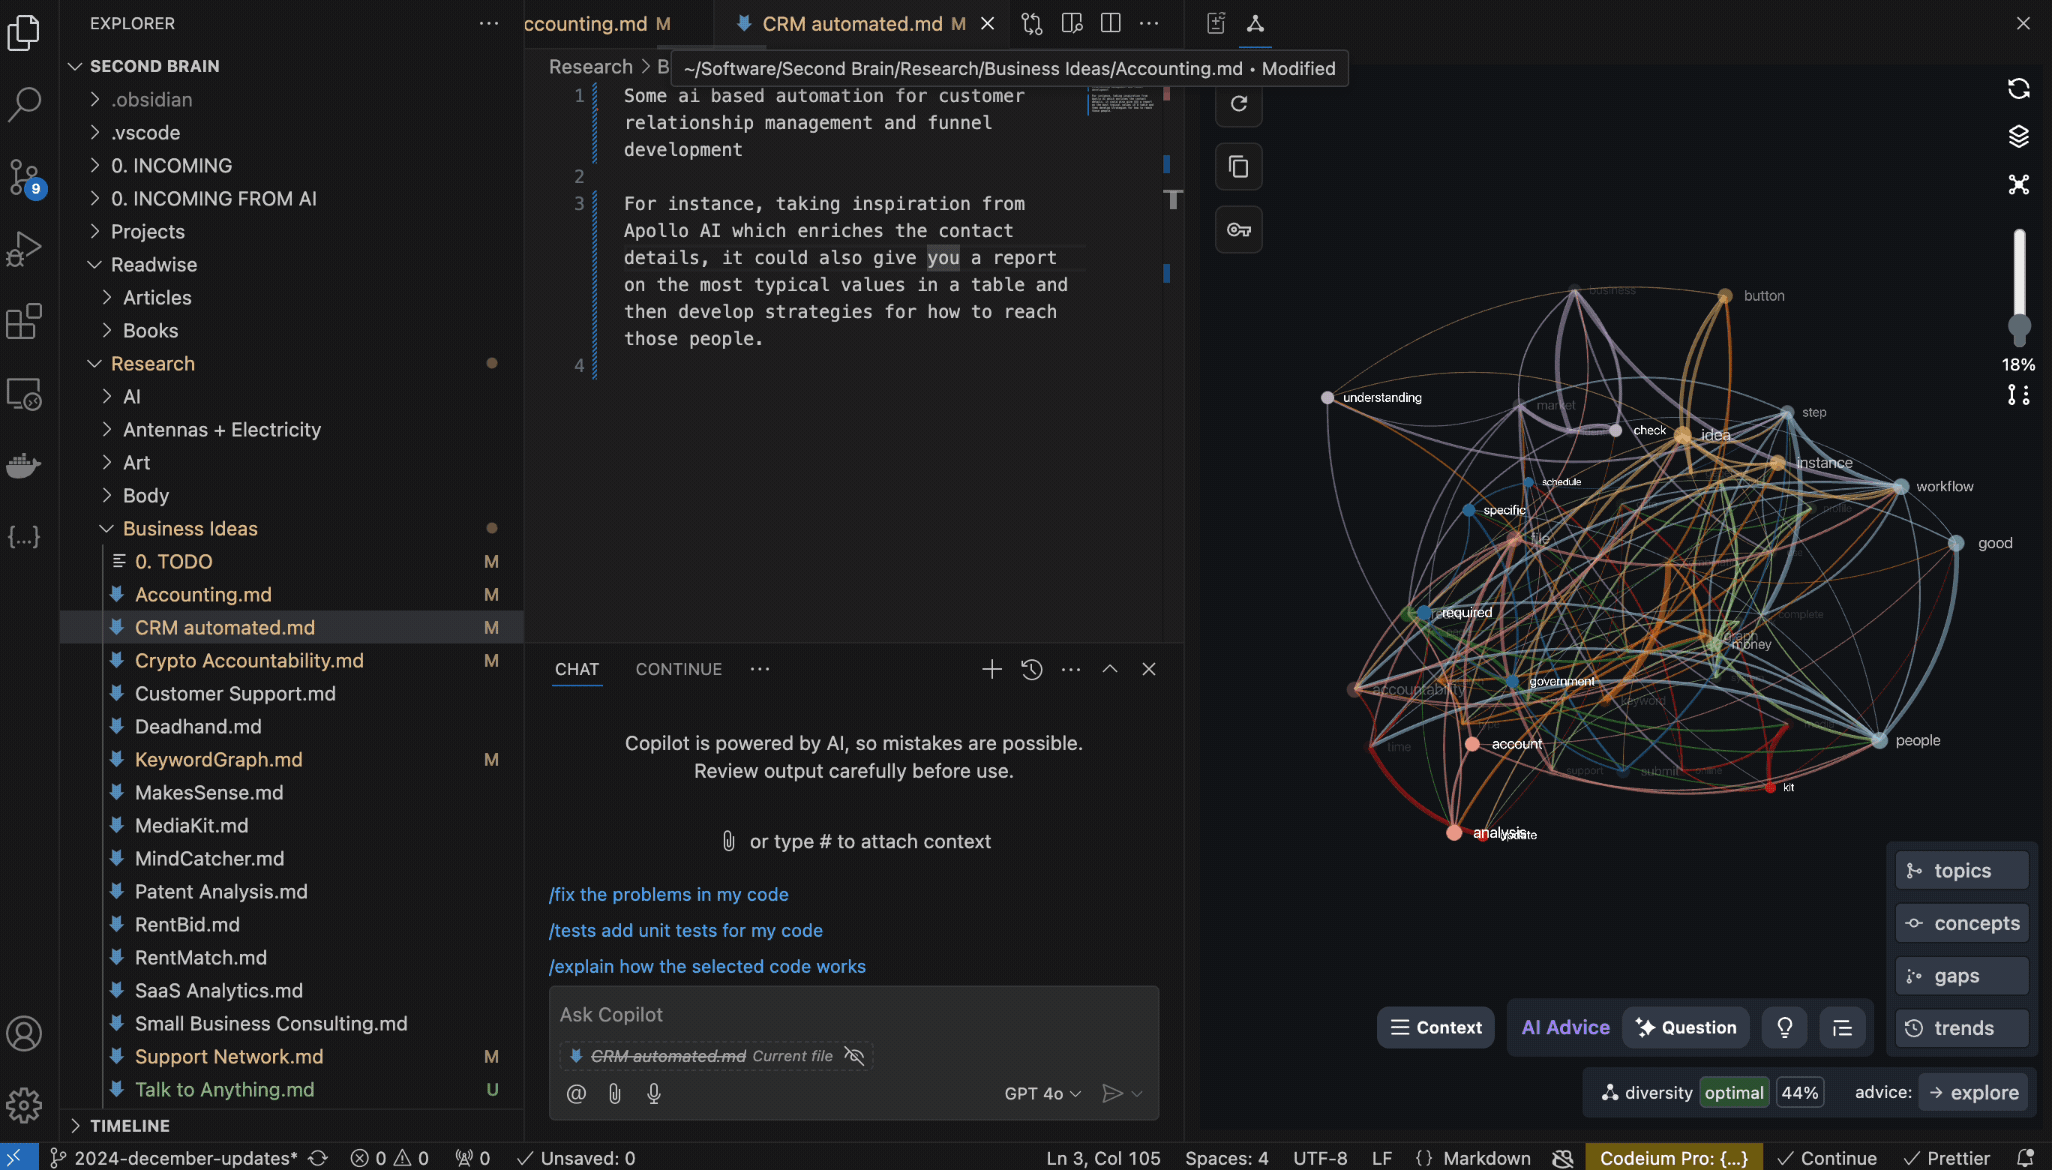 EXPLORER
SECOND BRAIN
.obsidian
.vscode
0. INCOMING
0. INCOMING FROM AI
Projects
Readwise
Articles
Books
Research
AI
Antennas + Electricity
Art
Body
Business Ideas
0. TODO M
Accounting.md M
CRM automated.md M
Crypto Accountability.md M
Customer Support.md
Deadhand.md
KeywordGraph.md M
MakesSense.md
MediaKit.md
MindCatcher.md
Patent Analysis.md
RentBid.md
RentMatch.md
SaaS Analytics.md
Small Business Consulting.md
Support Network.md M
Talk to Anything.md U
TIMELINE
9
ccounting.md M
CRM automated.md M
Research > B
~/Software/Second Brain/Research/Business Ideas/Accounting.md • Modified
1 Some ai based automation for customer
relationship management and funnel
development
2
3 For instance, taking inspiration from
Apollo AI which enriches the contact
details, it could also give you a report
on the most typical values in a table and
then develop strategies for how to reach
those people.
4
CHAT CONTINUE
Copilot is powered by AI, so mistakes are possible.
Review output carefully before use.
or type # to attach context
/fix the problems in my code
/tests add unit tests for my code
/explain how the selected code works
Ask Copilot
CRM automated.md Current file
@ GPT 4o
18%
business
button
understanding
market
check
idea
step
instance
schedule
workflow
specific
profile
file
good
required
complete
graph
money
accountability
government
keyword
time
account
people
support
submit
online
kit
analysis
update
topics
concepts
gaps
trends
Context
AI Advice
Question
diversity optimal 44% advice: → explore
2024-december-updates* 0 0 0 Unsaved: 0
Ln 3, Col 105 Spaces: 4 UTF-8 LF {} Markdown Codeium Pro: {...} Continue Prettier